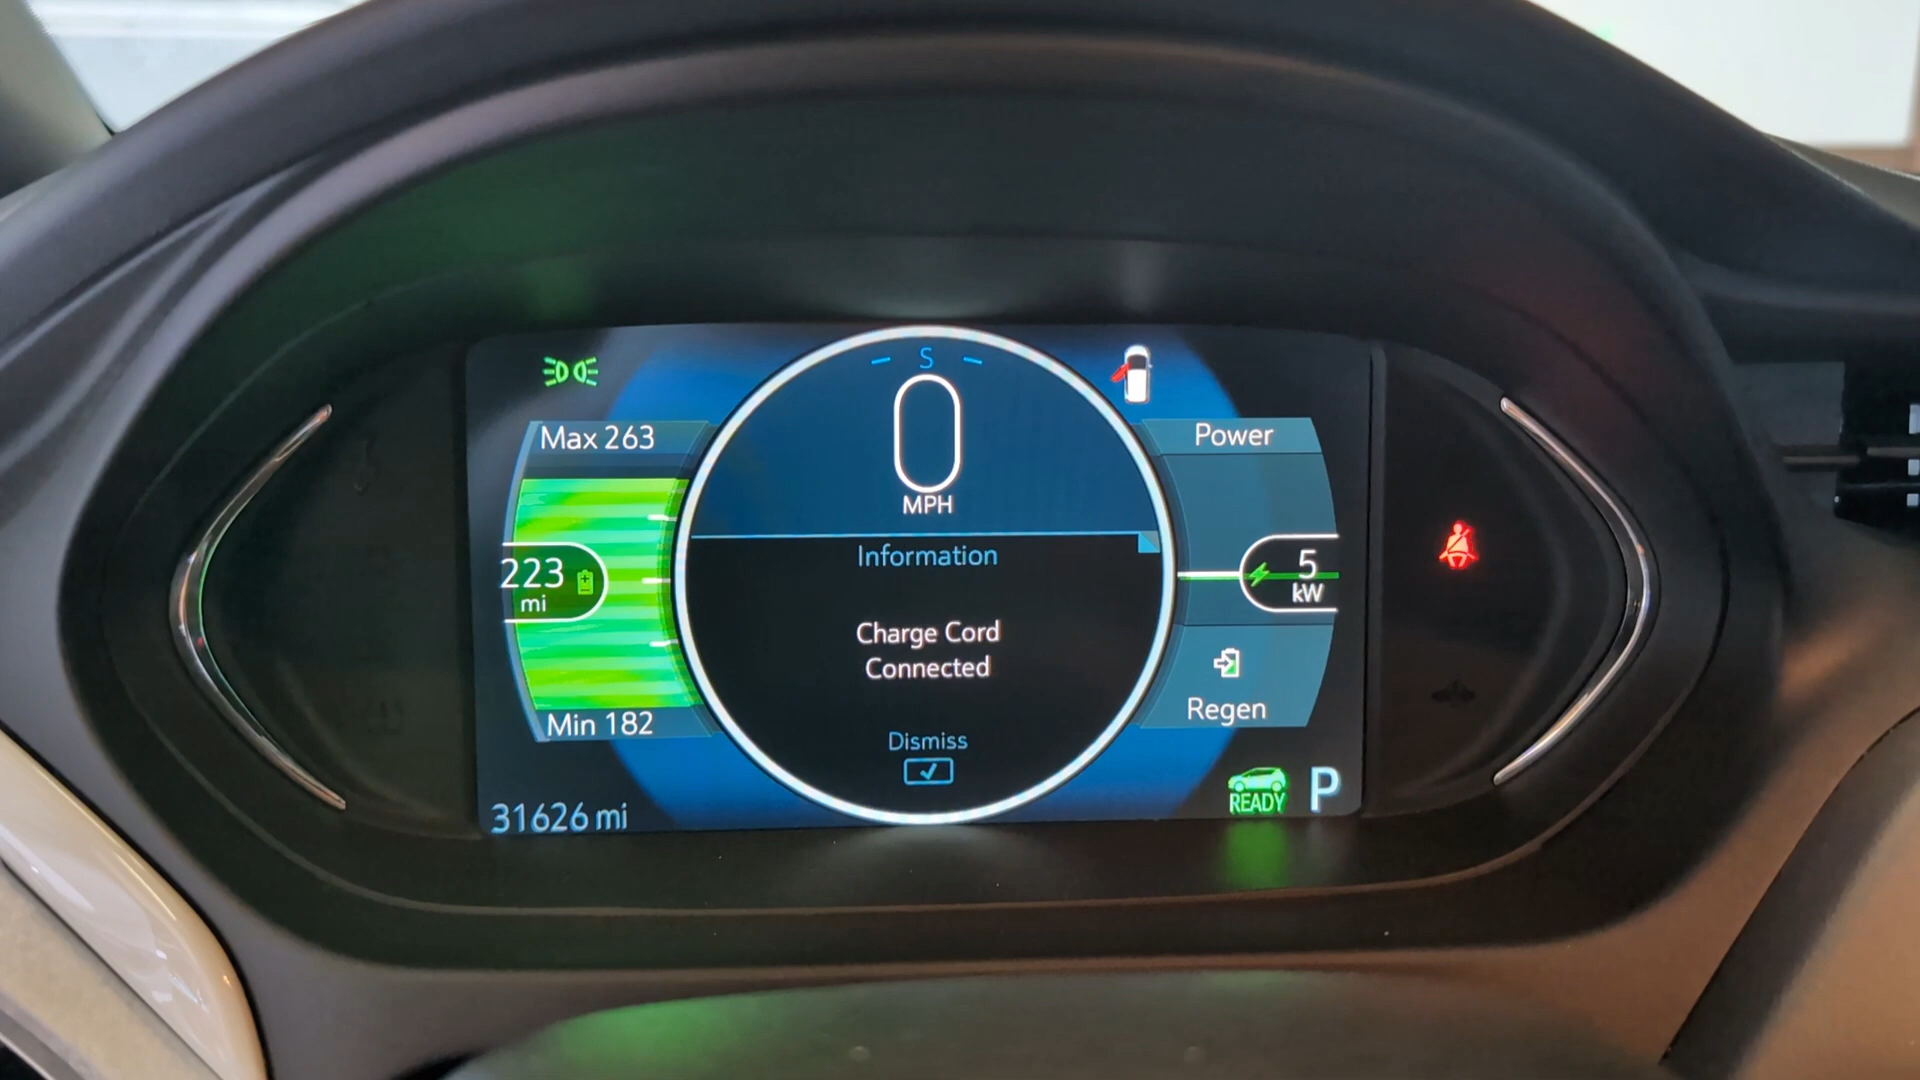 S
0
MPH
Max 263
223
mi
Min 182
31626 mi
Information
Charge Cord
Connected
Dismiss
Power
5
kW
Regen
READY
P